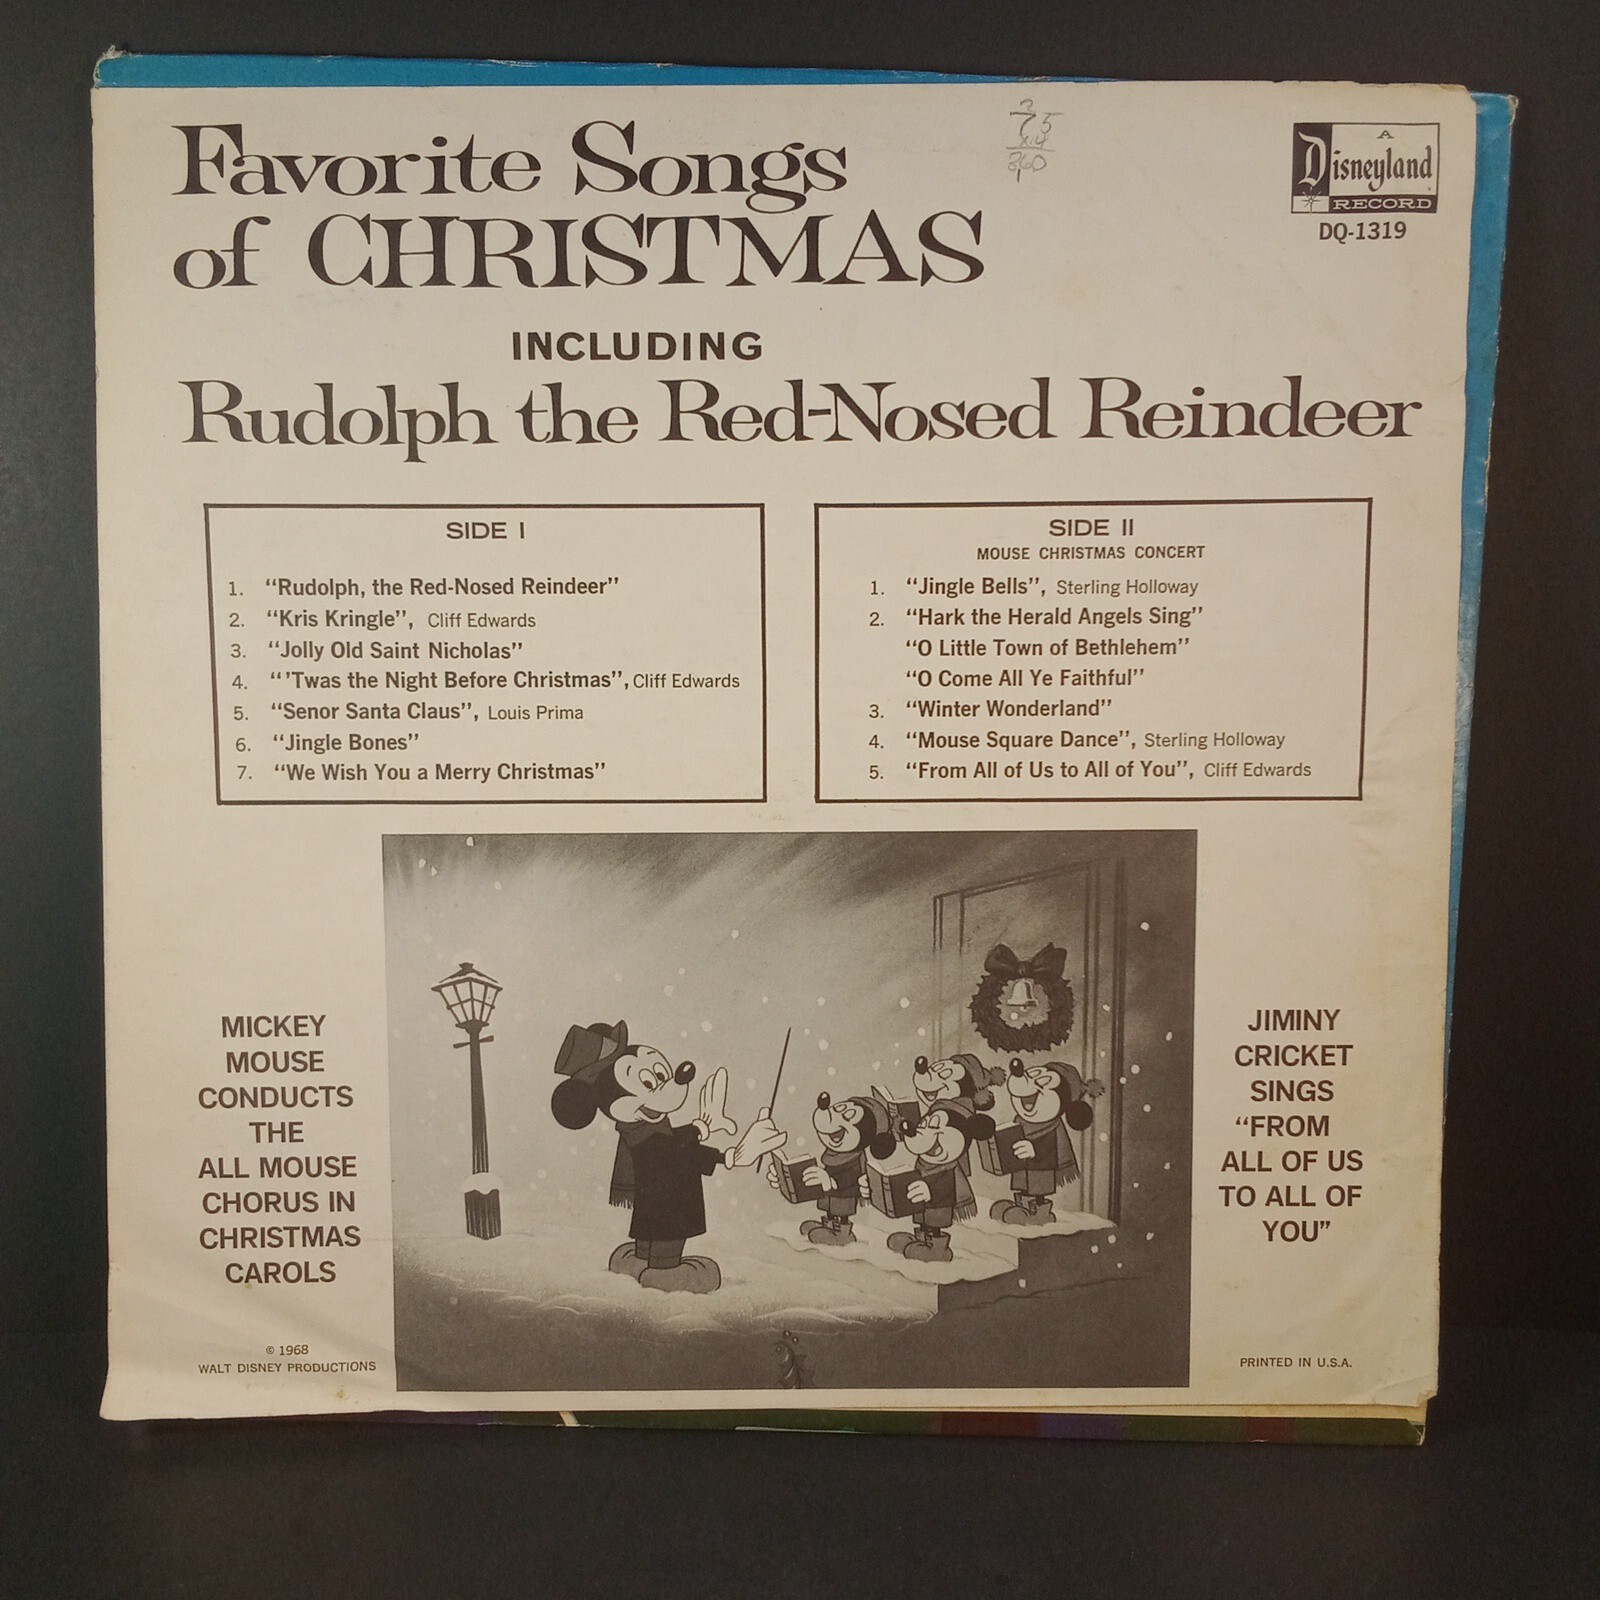 Favorite Songs
of CHRISTMAS
75
x.4
A
Disneyland
RECORD
DQ-1319
INCLUDING
Rudolph the Red-Nosed Reindeer
SIDE I
1. "Rudolph, the Red-Nosed Reindeer"
2. "Kris Kringle", Cliff Edwards
3. "Jolly Old Saint Nicholas"
4. "'Twas the Night Before Christmas", Cliff Edwards
5. "Senor Santa Claus", Louis Prima
6. "Jingle Bones"
7. "We Wish You a Merry Christmas"
SIDE II
MOUSE CHRISTMAS CONCERT
1. "Jingle Bells", Sterling Holloway
2. "Hark the Herald Angels Sing"
"O Little Town of Bethlehem"
"O Come All Ye Faithful"
3. "Winter Wonderland"
4. "Mouse Square Dance", Sterling Holloway
5. "From All of Us to All of You", Cliff Edwards
MICKEY
MOUSE
CONDUCTS
THE
ALL MOUSE
CHORUS IN
CHRISTMAS
CAROLS
JIMINY
CRICKET
SINGS
"FROM
ALL OF US
TO ALL OF
YOU"
© 1968
WALT DISNEY PRODUCTIONS
PRINTED IN U.S.A.